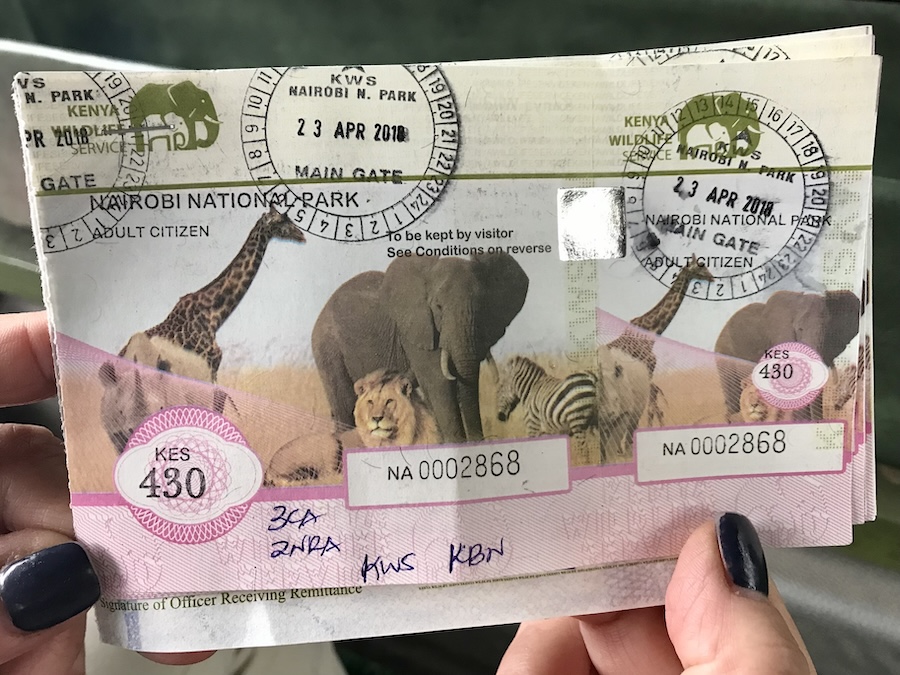 KWS
NAIROBI N. PARK
23 APR 2018
MAIN GATE
KENYA
WILDLIFE
SERVICE
N. PARK
PR 2018
GATE
NAIROBI NATIONAL PARK
ADULT CITIZEN
To be kept by visitor
See Conditions on reverse
KES
430
NA 0002868
3CA
2NRA
KWS KBN
Signature of Officer Receiving Remittance
KENYA
WILDLIFE
SERVICE
KWS
NAIROBI N. PARK
23 APR 2018
MAIN GATE
NAIROBI NATIONAL PARK
ADULT CITIZEN
KES
430
NA 0002868